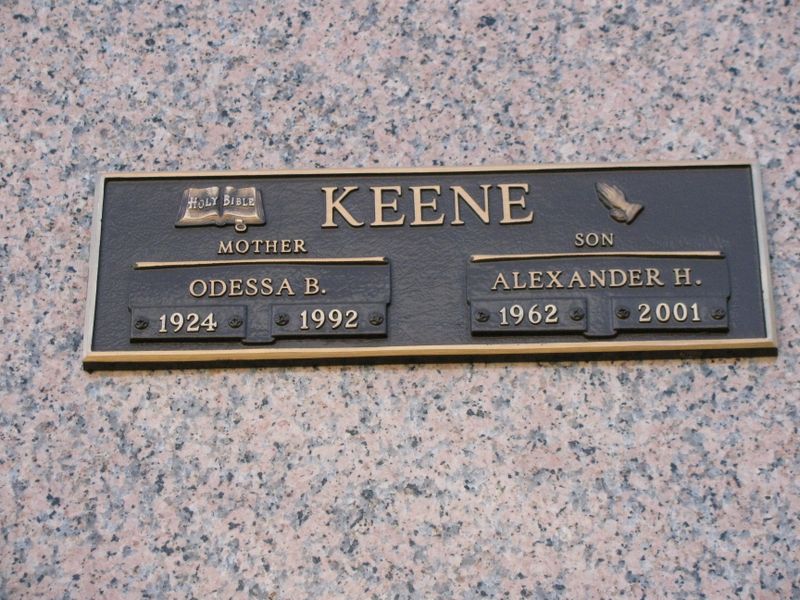 HOLY BIBLE
KEENE
MOTHER
ODESSA B.
1924 1992
SON
ALEXANDER H.
1962 2001